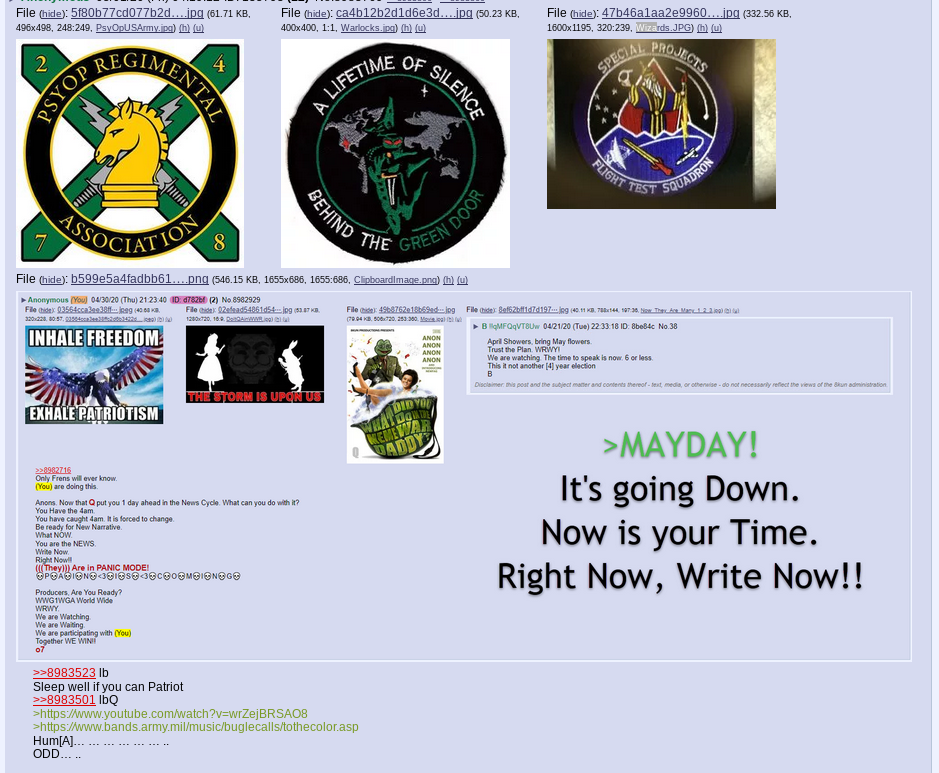 File (hide): 5f80b77cd077b2d….jpg (61.71 KB,
496x498, 248:249, PsyOpUSArmy.jpg) (h) (u)
File (hide): ca4b12b2d1d6e3d….jpg (50.23 KB,
400x400, 1:1, Warlocks.jpg) (h) (u)
File (hide): 47b46a1aa2e9960….jpg (332.56 KB,
1600x1195, 320:239, Wiizards.JPG) (h) (u)
2 4
PSYOP REGIMENTAL
ASSOCIATION
7 8
A LIFETIME OF SILENCE
BEHIND THE GREEN DOOR
SPECIAL PROJECTS
FLIGHT TEST SQUADRON
File (hide): b599e5a4fadbb61….png (546.15 KB, 1655x686, 1655:686, ClipboardImage.png) (h) (u)
Anonymous (You) 04/30/20 (Thu) 21:23:40 ID: d782bf (2) No.8982929
File (hide): 03564cca3ee38ff⋯.jpeg (40.63 KB,
320x228, 80:57, 03564cca3ee38ffc2d6b3422d….jpeg) (h) (u)
File (hide): 02efead54861d54⋯.jpg (53.87 KB,
1280x720, 16:9, DoitQAmWWR.jpg) (h) (u)
File (hide): 49b8762e18b69ed⋯.jpg
(79.94 KB, 506x720, 253:360, Movie.jpg) (h) (u)
File (hide): 8ef62bff1d7d197⋯.jpg (40.11 KB, 788x144, 197:36, Now_They_Are_Many_1_2_3.jpg) (h) (u)
INHALE FREEDOM
EXHALE PATRIOTISM
THE STORM IS UPON US
ANON
ANON
ANON
ANON
WHAT DID YOU
DO IN THE
MEME WAR
DADDY?
Q
B !!qMFQqVT8Uw 04/21/20 (Tue) 22:33:18 ID: 8be84c No.38
April Showers, bring May flowers.
Trust the Plan. WRWY!
We are watching. The time to speak is now. 6 or less.
This it not another [4] year election
B
Disclaimer: this post and the subject matter and contents thereof - text, media, or otherwise - do not necessarily reflect the views of the 8kun administration.
>MAYDAY!
It's going Down.
Now is your Time.
Right Now, Write Now!!
>>8982716
Only Frens will ever know.
(You) are doing this.
Anons. Now that Q put you 1 day ahead in the News Cycle. What can you do with it?
You Have the 4am.
You have caught 4am. It is forced to change.
Be ready for New Narrative.
What NOW.
You are the NEWS.
Write Now.
Right Now!!
(((They))) Are in PANIC MODE!
💀P💀A💀I💀N💀<3💀I💀S💀<3💀C💀O💀M💀I💀N💀G💀
Producers, Are You Ready?
WWG1WGA World Wide
WRWY.
We are Watching.
We are Waiting.
We are participating with (You)
Together WE WIN!!
o7
>>8983523 lb
Sleep well if you can Patriot
>>8983501 lbQ
>https://www.youtube.com/watch?v=wrZejBRSAO8
>https://www.bands.army.mil/music/buglecalls/tothecolor.asp
Hum[A]… … … … … … ..
ODD… ..